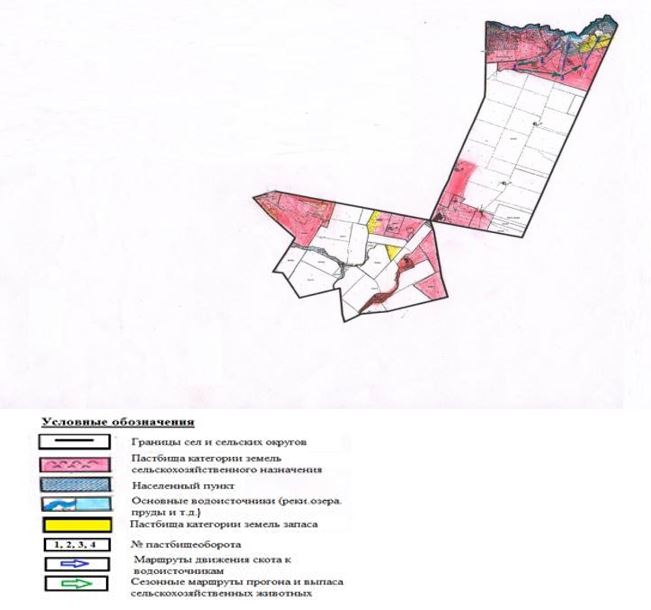 Условные обозначения
Границы сел и сельских округов
Пастбища категории земель
сельскохозяйственного назначения
Населенный пункт
Основные водоисточники (реки.озера.
пруды и т.д.)
Пастбища категории земель запаса
1, 2, 3, 4
№ пастбищеоборота
Маршруты движения скота к
водоисточникам
Сезонные маршруты прогона и выпаса
сельскохозяйственных животных